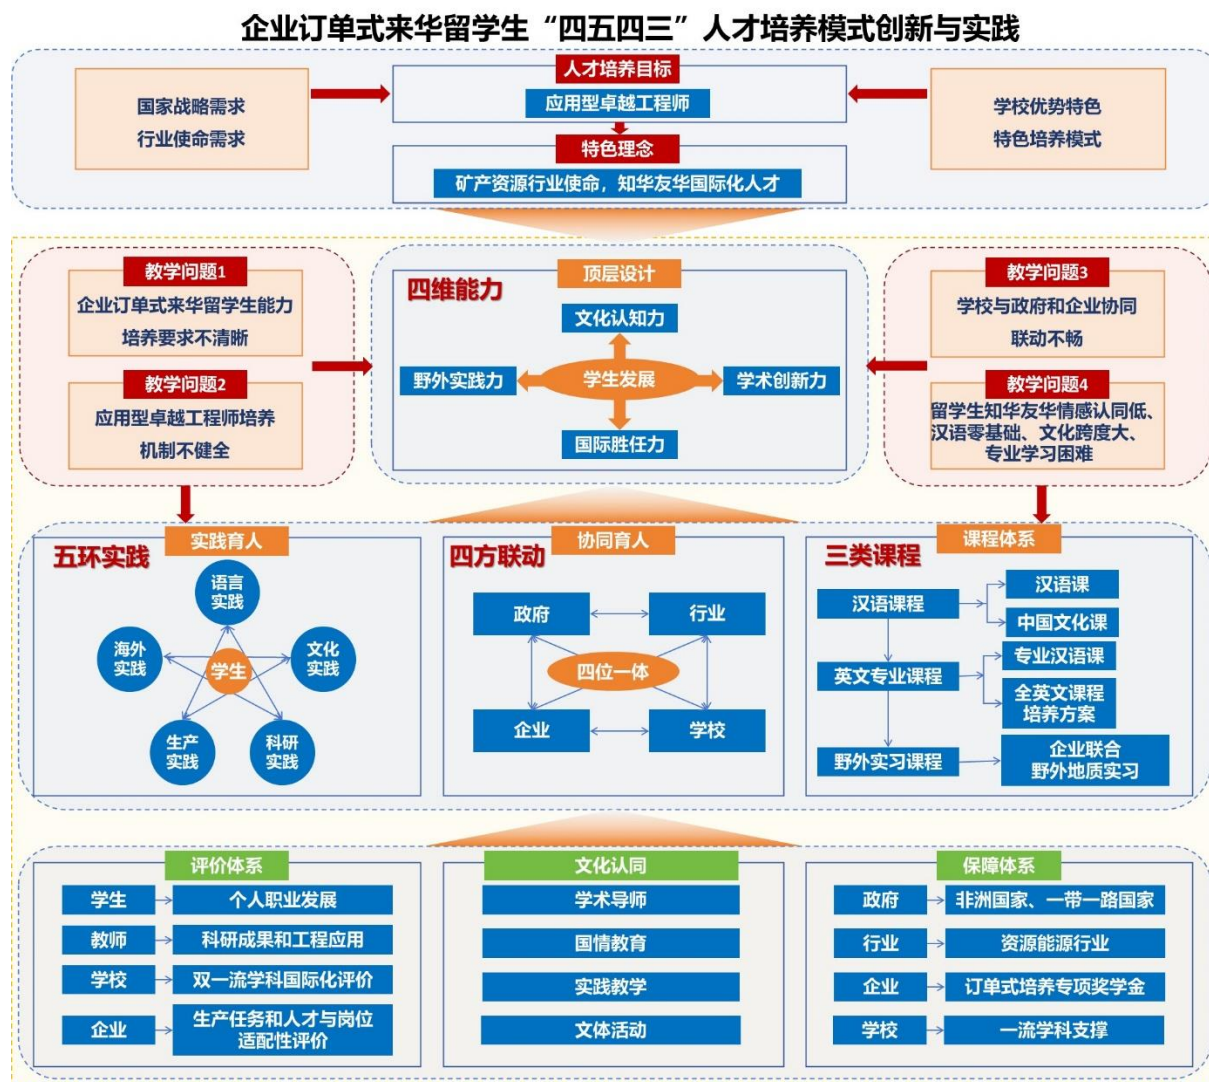 企业订单式来华留学生“四五四三”人才培养模式创新与实践
国家战略需求
行业使命需求
人才培养目标
应用型卓越工程师
特色理念
矿产资源行业使命，知华友华国际化人才
学校优势特色
特色培养模式
教学问题1
企业订单式来华留学生能力
培养要求不清晰
教学问题2
应用型卓越工程师培养
机制不健全
顶层设计
四维能力
文化认知力
野外实践力
学生发展
学术创新力
国际胜任力
教学问题3
学校与政府和企业协同
联动不畅
教学问题4
留学生知华友华情感认同低、
汉语零基础、文化跨度大、
专业学习困难
实践育人
五环实践
语言
实践
海外
实践
学生
文化
实践
生产
实践
科研
实践
协同育人
四方联动
政府
行业
四位一体
企业
学校
课程体系
三类课程
汉语课程
汉语课
中国文化课
英文专业课程
专业汉语课
全英文课程
培养方案
野外实习课程
企业联合
野外地质实习
评价体系
学生
个人职业发展
教师
科研成果和工程应用
学校
双一流学科国际化评价
企业
生产任务和人才与岗位
适配性评价
文化认同
学术导师
国情教育
实践教学
文体活动
保障体系
政府
非洲国家、一带一路国家
行业
资源能源行业
企业
订单式培养专项奖学金
学校
一流学科支撑